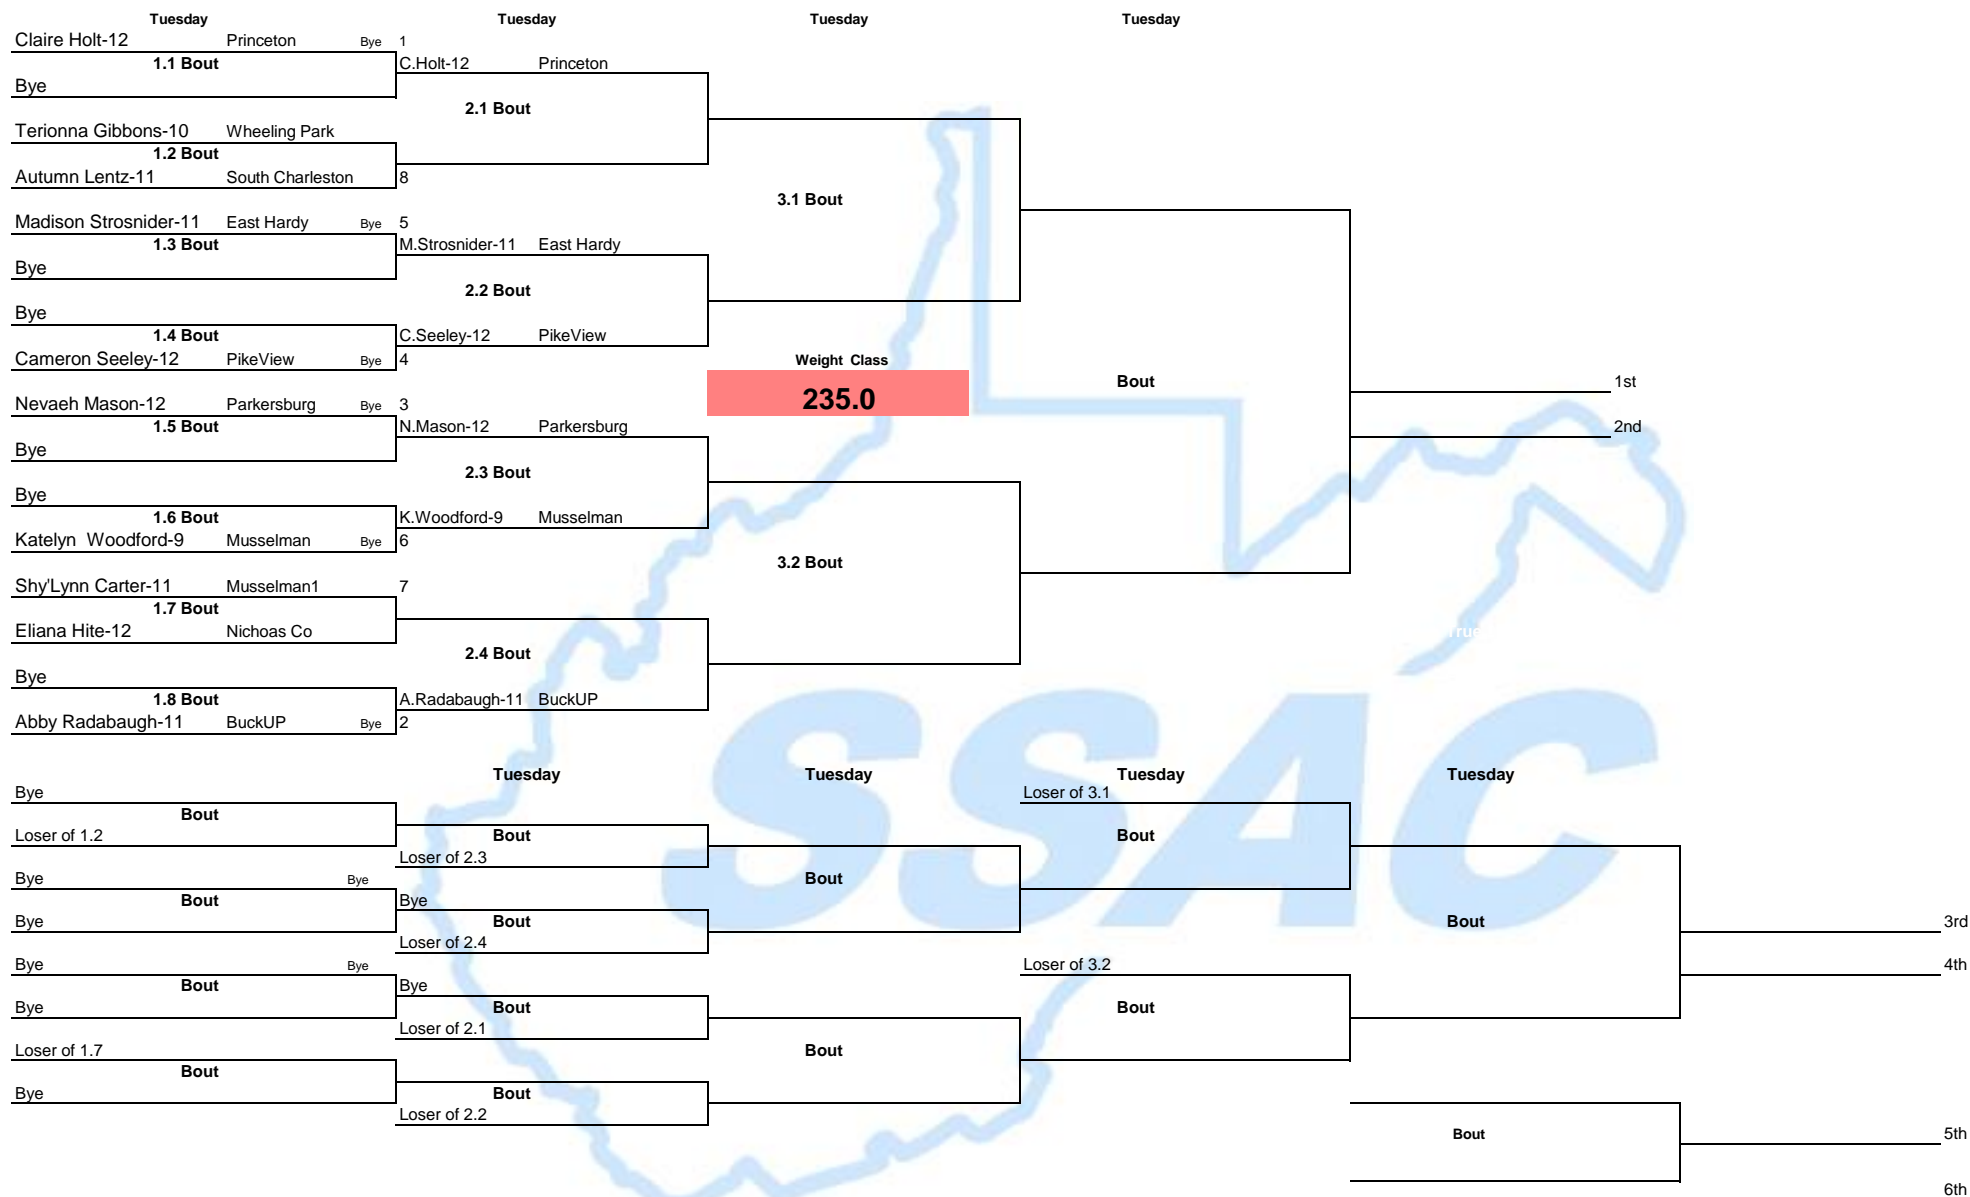 Tuesday Tuesday Tuesday Tuesday
Claire Holt-12 Princeton Bye 1
1.1 Bout C.Holt-12 Princeton
Bye
2.1 Bout
Terionna Gibbons-10 Wheeling Park
1.2 Bout
Autumn Lentz-11 South Charleston 8
3.1 Bout
Madison Strosnider-11 East Hardy Bye 5
1.3 Bout M.Strosnider-11 East Hardy
Bye
2.2 Bout
Bye
1.4 Bout C.Seeley-12 PikeView
Cameron Seeley-12 PikeView Bye 4 Weight Class
Bout 1st
235.0
Nevaeh Mason-12 Parkersburg Bye 3
1.5 Bout N.Mason-12 Parkersburg 2nd
Bye
2.3 Bout
Bye
1.6 Bout K.Woodford-9 Musselman
Katelyn Woodford-9 Musselman Bye 6
3.2 Bout
Shy'Lynn Carter-11 Musselman1 7
1.7 Bout
Eliana Hite-12 Nichoas Co True
2.4 Bout
Bye
1.8 Bout A.Radabaugh-11 BuckUP
Abby Radabaugh-11 BuckUP Bye 2
SSAC
Tuesday Tuesday Tuesday Tuesday
Bye Loser of 3.1
Bout
Loser of 1.2 Bout Bout
Loser of 2.3
Bye Bye Bout
Bout Bye
Bye Bout Bout 3rd
Loser of 2.4
Bye Bye Loser of 3.2 4th
Bout Bye
Bye Bout Bout
Loser of 2.1
Loser of 1.7 Bout
Bout
Bye Bout
Loser of 2.2
Bout 5th
6th